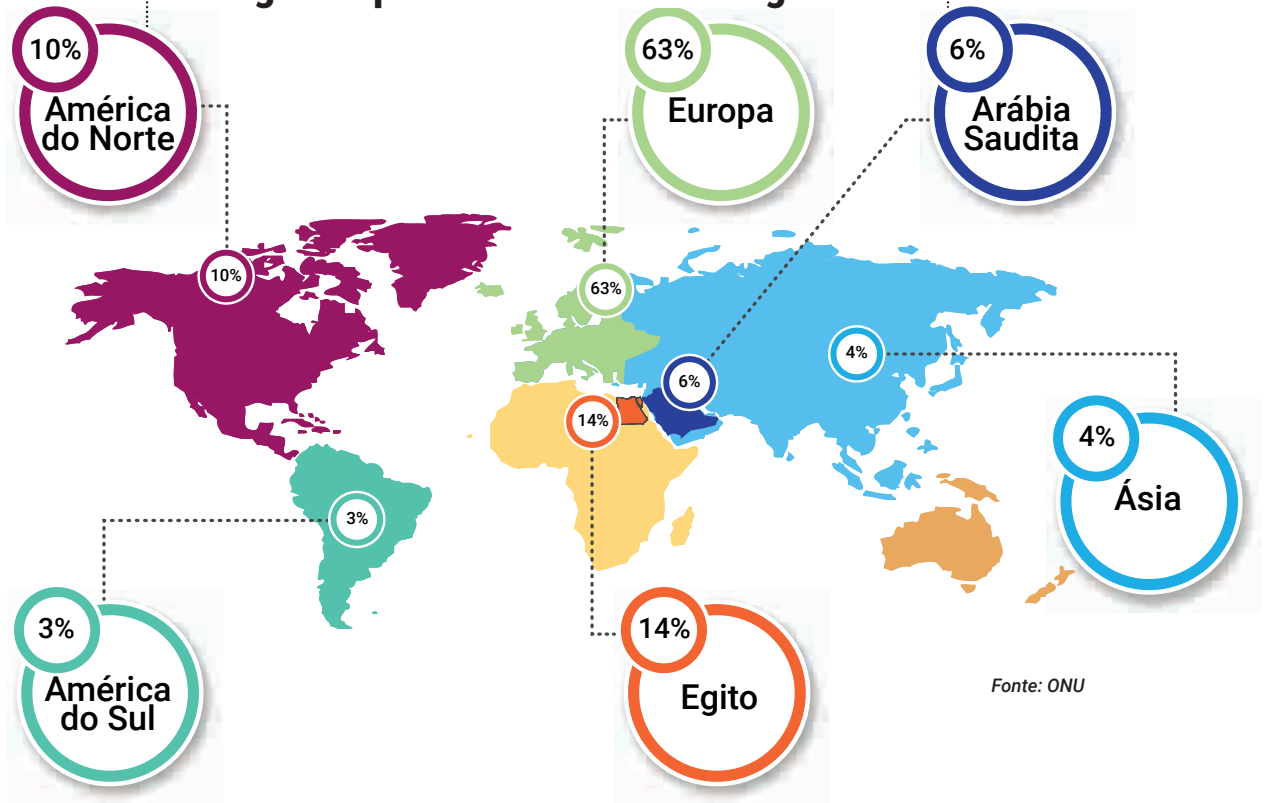 10%
América
do Norte
63%
Europa
6%
Arábia
Saudita
10%
63%
6%
4%
14%
3%
4%
Ásia
3%
América
do Sul
14%
Egito
Fonte: ONU